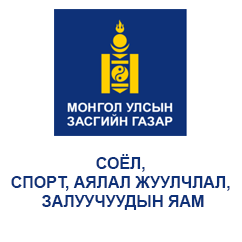 МОНГОЛ УЛСЫН
ЗАСГИЙН ГАЗАР
СОЁЛ,
СПОРТ, АЯЛАЛ ЖУУЛЧЛАЛ,
ЗАЛУУЧУУДЫН ЯАМ